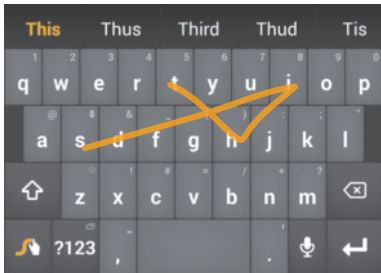 This Thus Third Thud Tis
1 2 3 4 5 6 7 8 9 0
q w e r t y u i o p
@ $ & _ ( ) : ; "
a s d f g h j k l
! # = / + ?
z x c v b n m
?123 , - . '